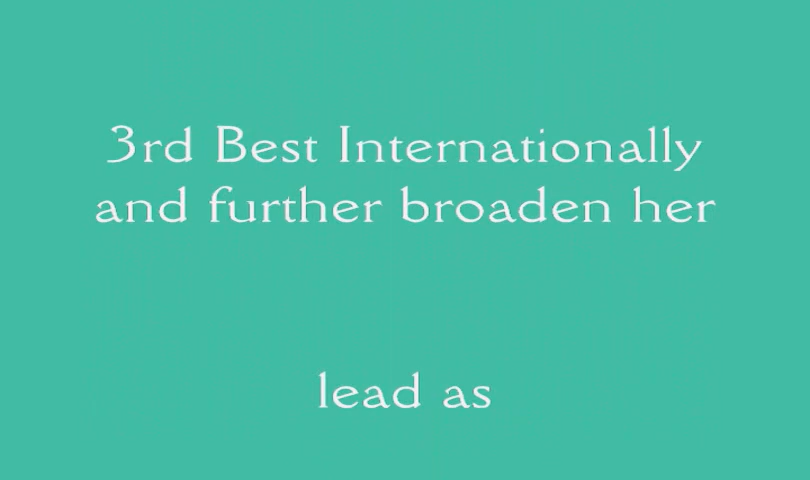 3rd Best Internationally
and further broaden her
lead as